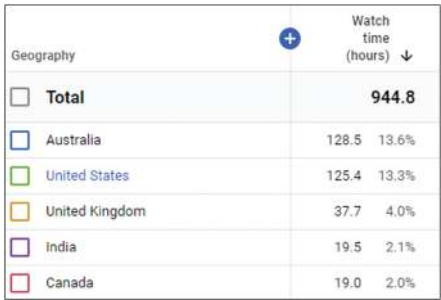 Geography
Watch
time
(hours) ↓
Total 944.8
Australia 128.5 13.6%
United States 125.4 13.3%
United Kingdom 37.7 4.0%
India 19.5 2.1%
Canada 19.0 2.0%